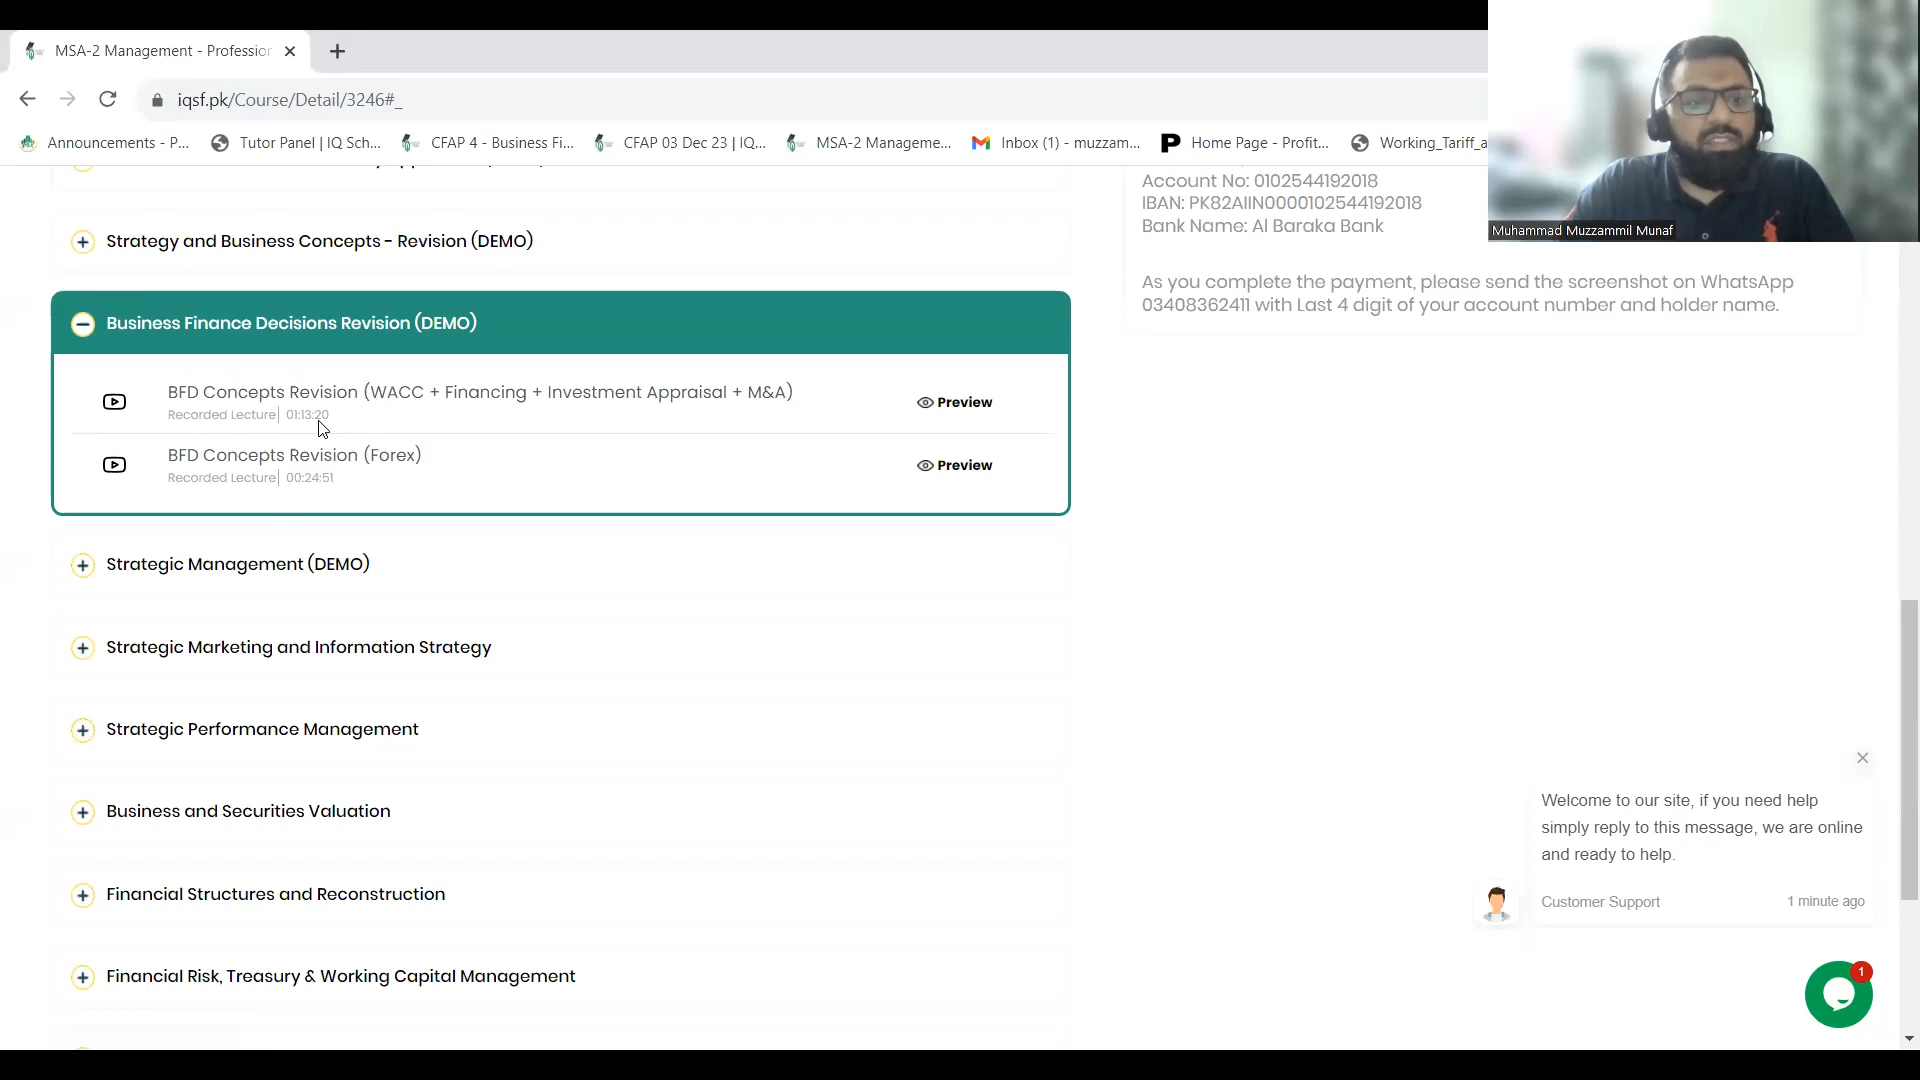 MSA-2 Management - Profession
iqsf.pk/Course/Detail/3246#_
Announcements - P...
Tutor Panel | IQ Sch...
CFAP 4 - Business Fi...
CFAP 03 Dec 23 | IQ...
MSA-2 Manageme...
Inbox (1) - muzzam...
Home Page - Profit...
Working_Tariff_a
Strategy and Business Concepts - Revision (DEMO)
Business Finance Decisions Revision (DEMO)
BFD Concepts Revision (WACC + Financing + Investment Appraisal + M&A)
Recorded Lecture| 01:13:20
Preview
BFD Concepts Revision (Forex)
Recorded Lecture| 00:24:51
Preview
Strategic Management (DEMO)
Strategic Marketing and Information Strategy
Strategic Performance Management
Business and Securities Valuation
Financial Structures and Reconstruction
Financial Risk, Treasury & Working Capital Management
Account No: 0102544192018
IBAN: PK82AIIN0000102544192018
Bank Name: Al Baraka Bank
As you complete the payment, please send the screenshot on WhatsApp
03408362411 with Last 4 digit of your account number and holder name.
Muhammad Muzzammil Munaf
Welcome to our site, if you need help
simply reply to this message, we are online
and ready to help.
Customer Support
1 minute ago
1